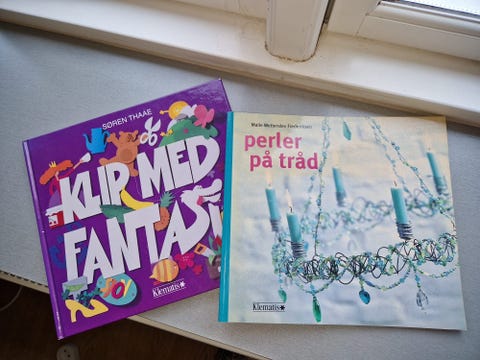 SØREN THAAE
KLIP MED
FANTASI
Klematis
perler
på tråd
Klematis